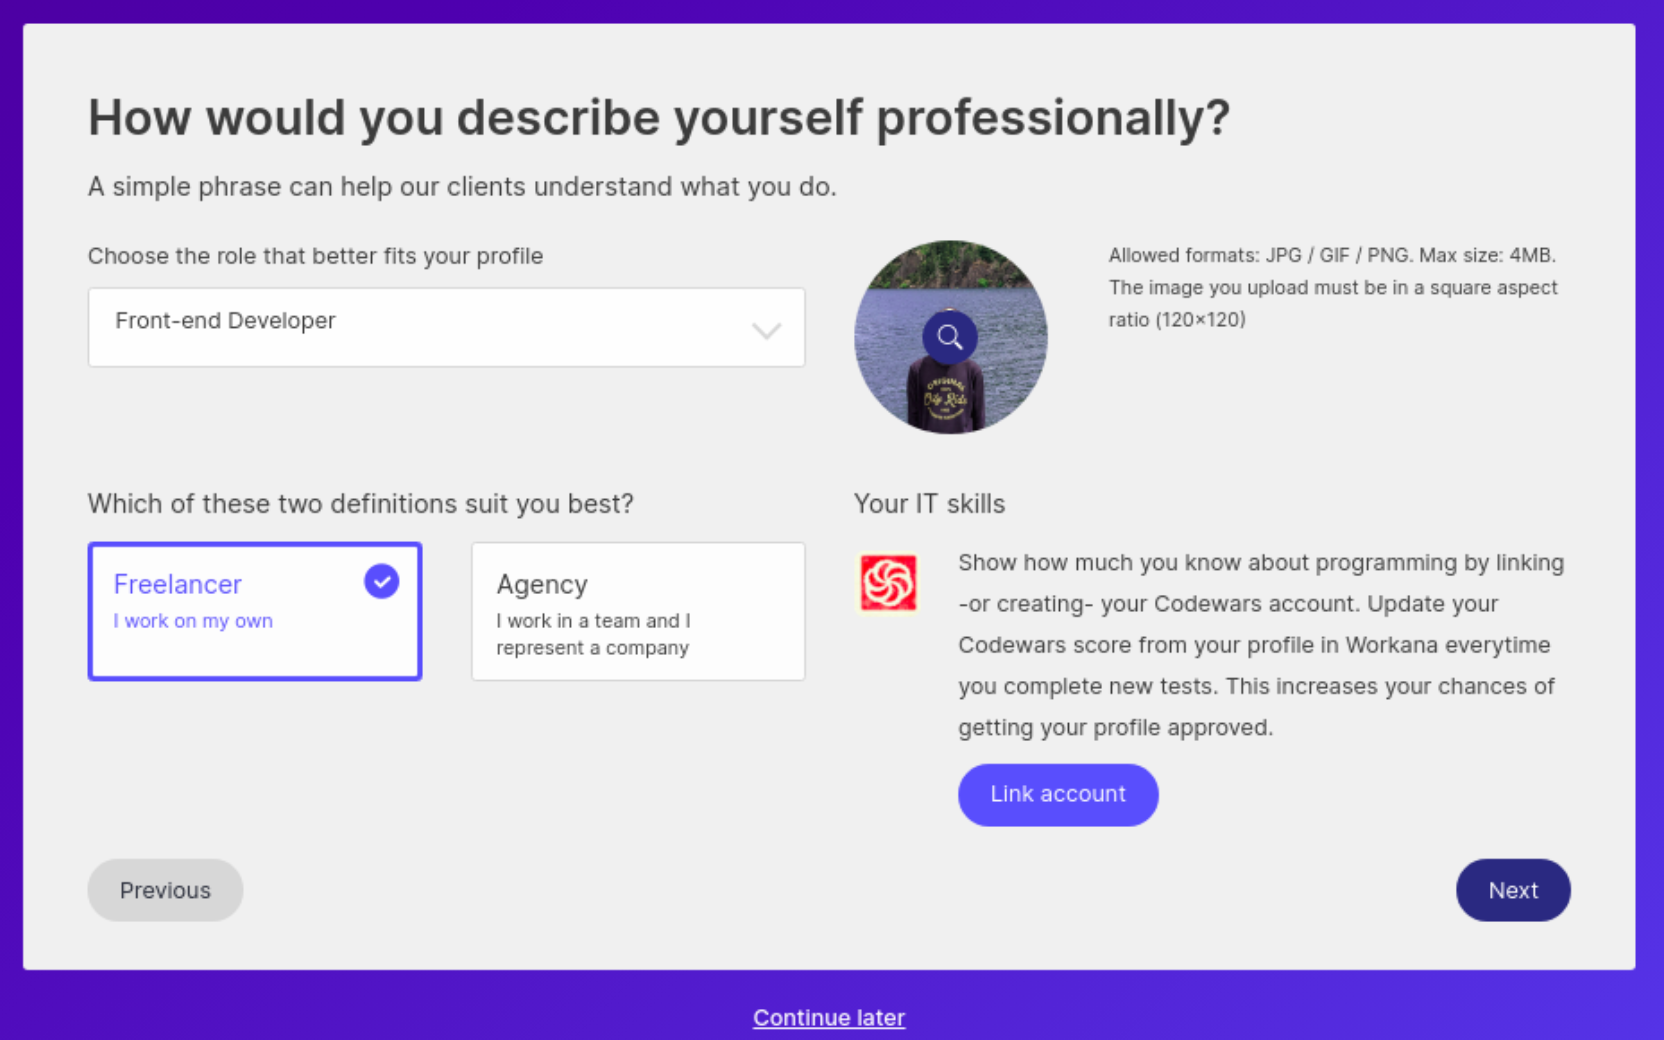 How would you describe yourself professionally?
A simple phrase can help our clients understand what you do.
Choose the role that better fits your profile
Front-end Developer
Allowed formats: JPG / GIF / PNG. Max size: 4MB.
The image you upload must be in a square aspect
ratio (120×120)
ORIGINAL
City Ride
Which of these two definitions suit you best?
Freelancer
I work on my own
Agency
I work in a team and I
represent a company
Your IT skills
Show how much you know about programming by linking
-or creating- your Codewars account. Update your
Codewars score from your profile in Workana everytime
you complete new tests. This increases your chances of
getting your profile approved.
Link account
Previous
Next
Continue later